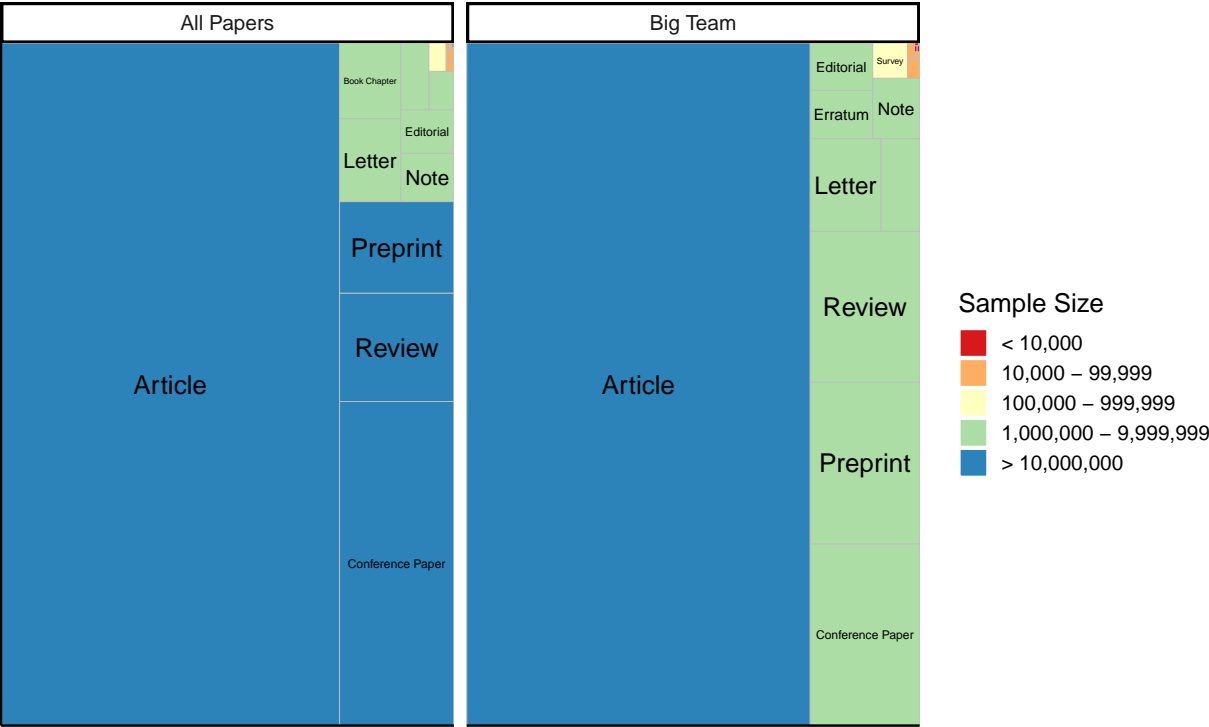 All Papers
Book Chapter
Editorial
Letter
Note
Preprint
Review
Article
Conference Paper
Big Team
Editorial
Survey
Erratum
Note
Letter
Review
Article
Preprint
Conference Paper
Sample Size
< 10,000
10,000 – 99,999
100,000 – 999,999
1,000,000 – 9,999,999
> 10,000,000